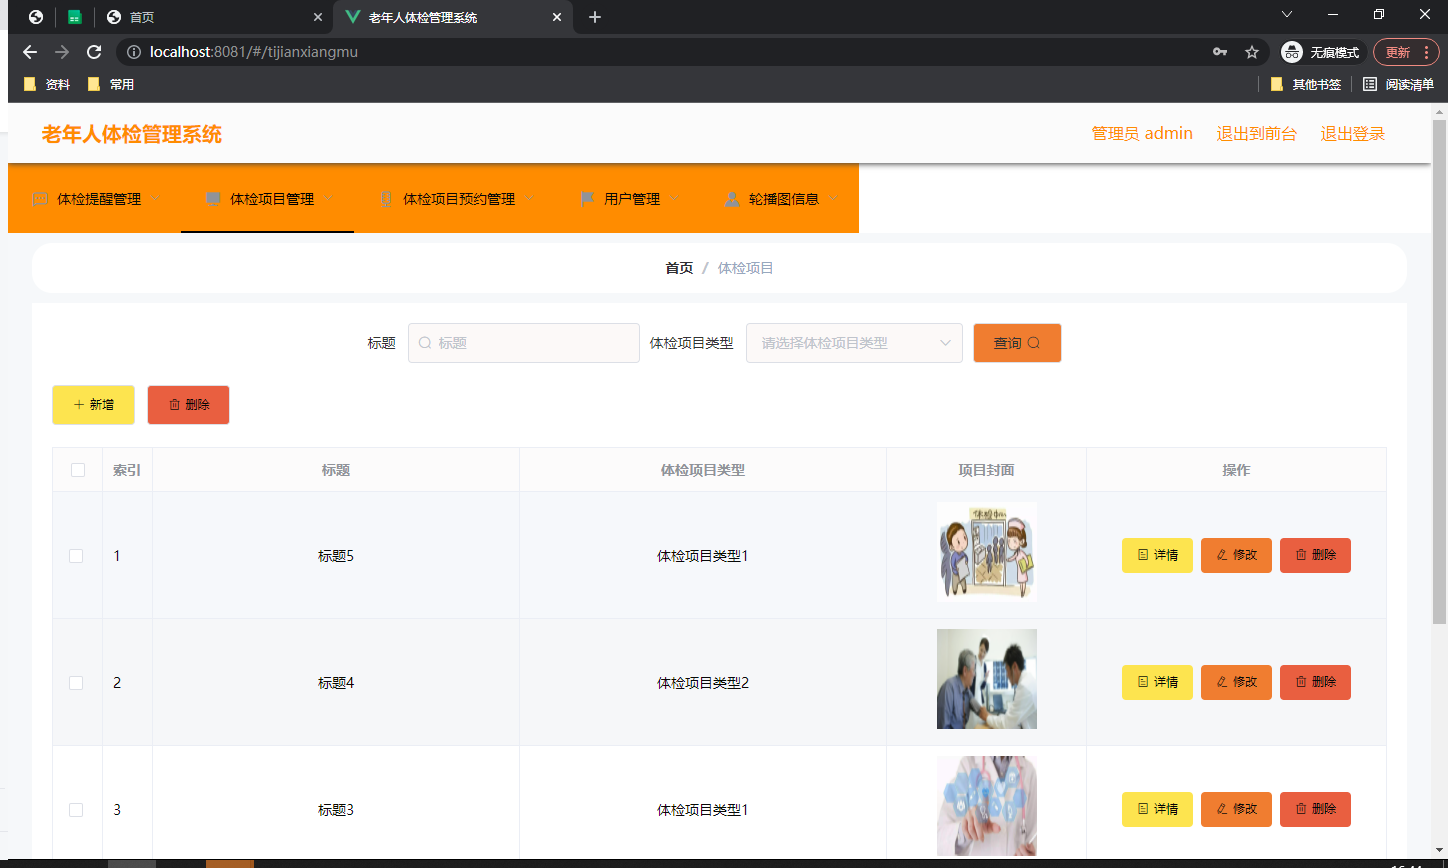 首页
老年人体检管理系统
localhost:8081/#/tijianxiangmu
无痕模式
更新
资料
常用
其他书签
阅读清单
老年人体检管理系统
管理员 admin
退出到前台
退出登录
体检提醒管理
体检项目管理
体检项目预约管理
用户管理
轮播图信息
首页 / 体检项目
标题
标题
体检项目类型
请选择体检项目类型
查询
新增
删除
索引
标题
体检项目类型
项目封面
操作
1
标题5
体检项目类型1
体检中心
详情
修改
删除
2
标题4
体检项目类型2
详情
修改
删除
3
标题3
体检项目类型1
详情
修改
删除